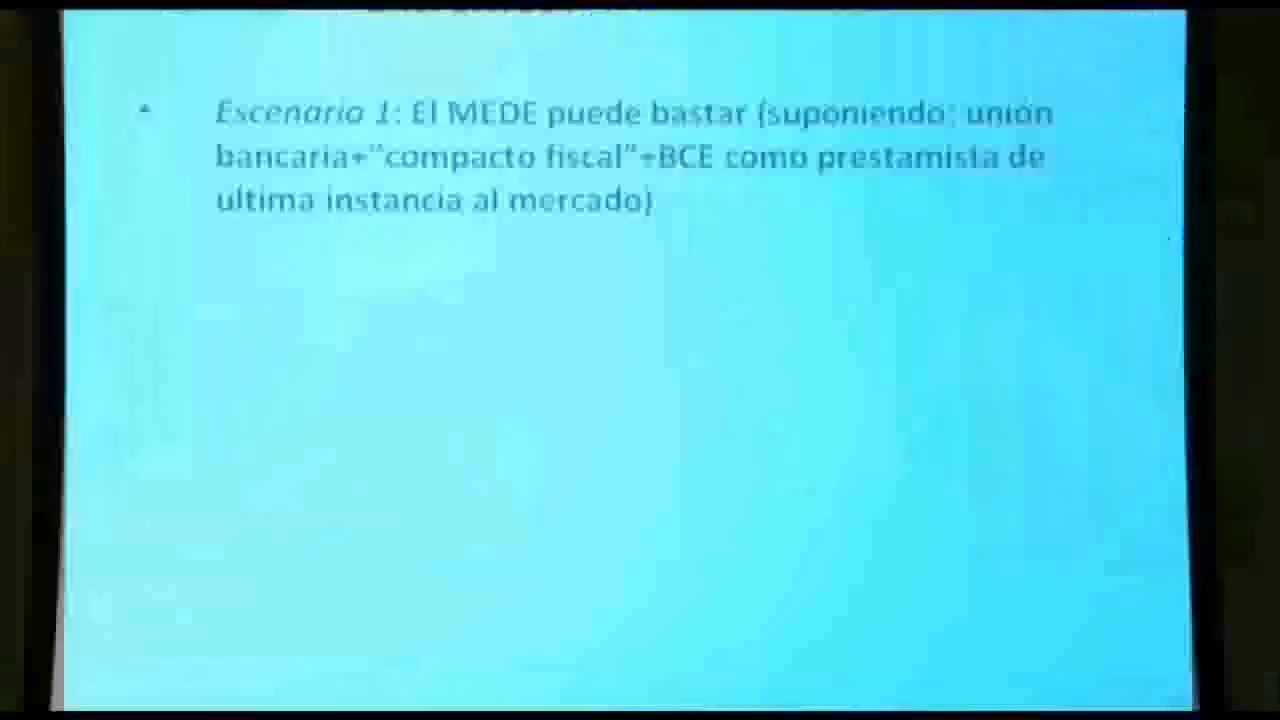 • Escenario 1: El MEDE puede bastar (suponiendo: unión
bancaria+"compacto fiscal"+BCE como prestamista de
ultima instancia al mercado)